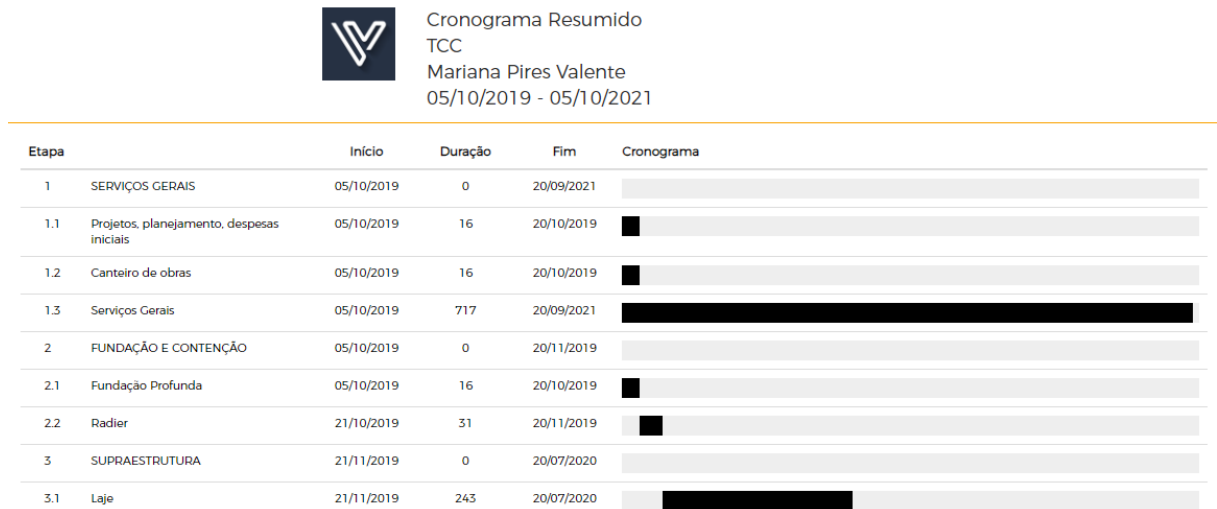 Cronograma Resumido
TCC
Mariana Pires Valente
05/10/2019 - 05/10/2021
Etapa Início Duração Fim Cronograma
1 SERVIÇOS GERAIS 05/10/2019 0 20/09/2021
1.1 Projetos, planejamento, despesas 05/10/2019 16 20/10/2019
iniciais
1.2 Canteiro de obras 05/10/2019 16 20/10/2019
1.3 Serviços Gerais 05/10/2019 717 20/09/2021
2 FUNDAÇÃO E CONTENÇÃO 05/10/2019 0 20/11/2019
2.1 Fundação Profunda 05/10/2019 16 20/10/2019
2.2 Radier 21/10/2019 31 20/11/2019
3 SUPRAESTRUTURA 21/11/2019 0 20/07/2020
3.1 Laje 21/11/2019 243 20/07/2020